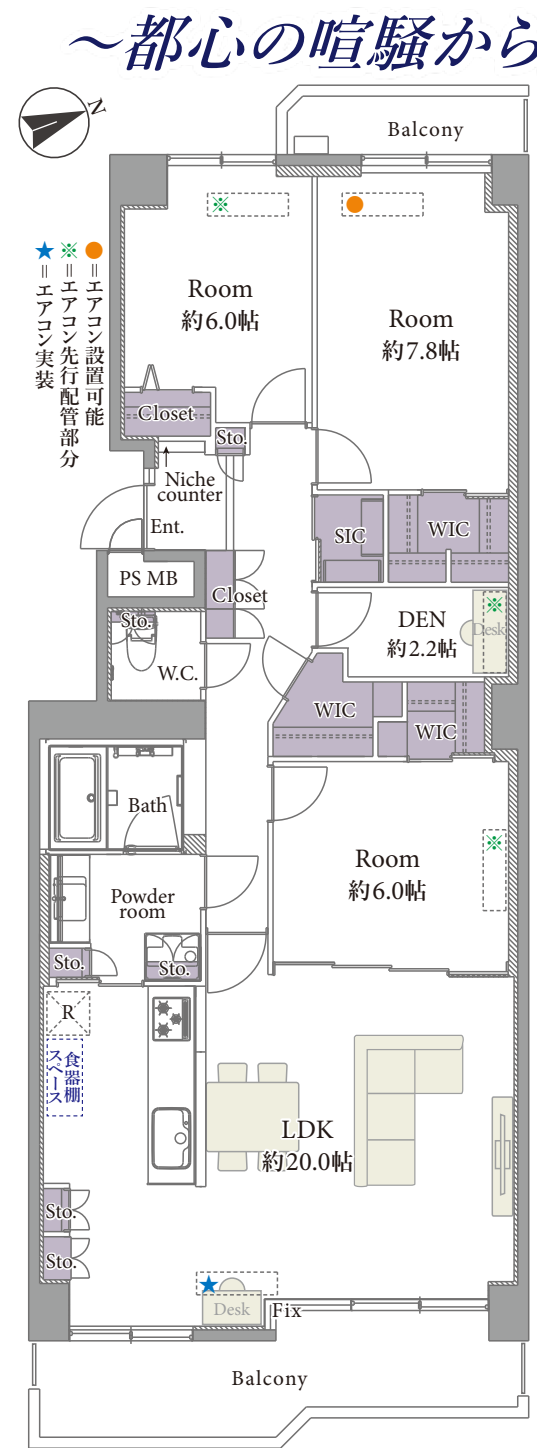 ～都心の喧騒から
N
Balcony
●＝エアコン設置可能
※＝エアコン先行配管部分
★＝エアコン実装
※
Room
約6.0帖
Room
約7.8帖
Closet
Sto.
Niche
counter
Ent.
SIC
WIC
PS MB
Closet
DEN
約2.2帖
※
Desk
Sto.
W.C.
WIC
WIC
Bath
Room
約6.0帖
※
Powder
room
Sto.
Sto.
R
食器棚
スペース
LDK
約20.0帖
Sto.
Sto.
★
Desk
Fix
Balcony